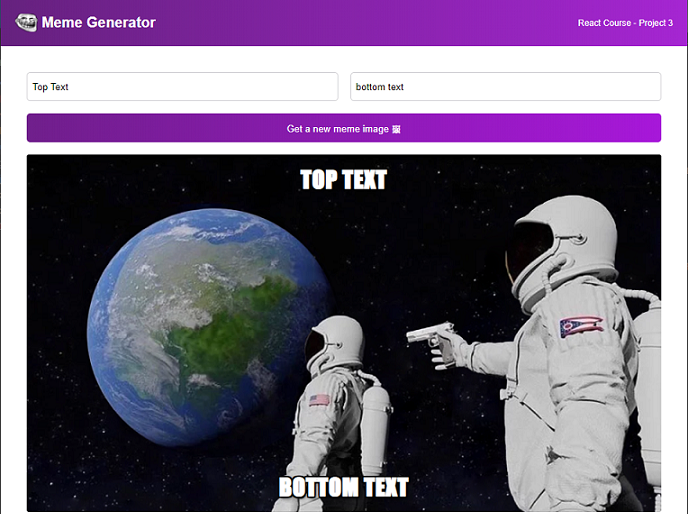 Meme Generator
React Course - Project 3
Top Text
bottom text
Get a new meme image 🖼
TOP TEXT
BOTTOM TEXT